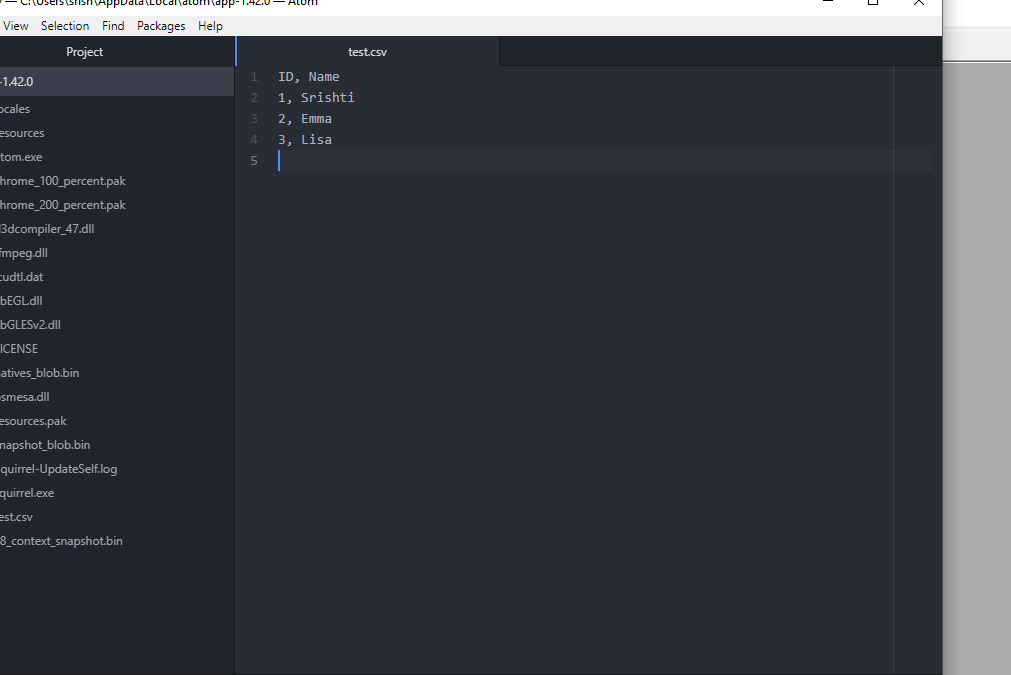 C:\Users\srish\AppData\Local\atom\app-1.42.0 — Atom
View Selection Find Packages Help
Project
test.csv
-1.42.0
ocales
esources
tom.exe
hrome_100_percent.pak
hrome_200_percent.pak
3dcompiler_47.dll
fmpeg.dll
cudtl.dat
bEGL.dll
bGLESv2.dll
ICENSE
atives_blob.bin
smesa.dll
esources.pak
napshot_blob.bin
quirrel-UpdateSelf.log
quirrel.exe
est.csv
8_context_snapshot.bin
1 ID, Name
2 1, Srishti
3 2, Emma
4 3, Lisa
5